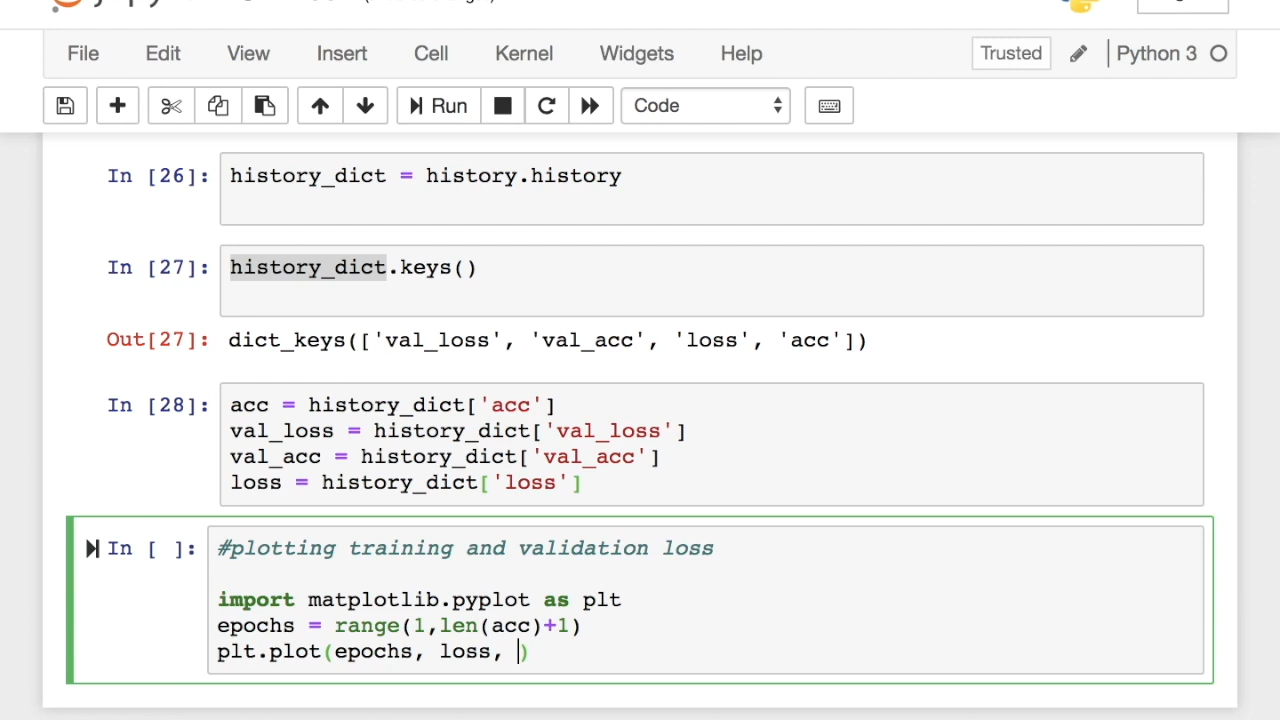 File Edit View Insert Cell Kernel Widgets Help Trusted Python 3
Run Code
In [26]: history_dict = history.history
In [27]: history_dict.keys()
Out[27]: dict_keys(['val_loss', 'val_acc', 'loss', 'acc'])
In [28]: acc = history_dict['acc']
val_loss = history_dict['val_loss']
val_acc = history_dict['val_acc']
loss = history_dict['loss']
In [ ]: #plotting training and validation loss
import matplotlib.pyplot as plt
epochs = range(1,len(acc)+1)
plt.plot(epochs, loss, )